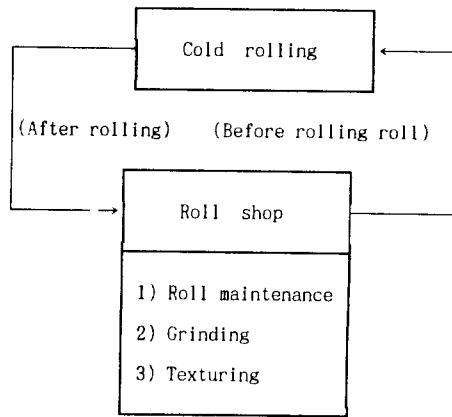 Cold rolling
(After rolling) (Before rolling roll)
Roll shop
1) Roll maintenance
2) Grinding
3) Texturing